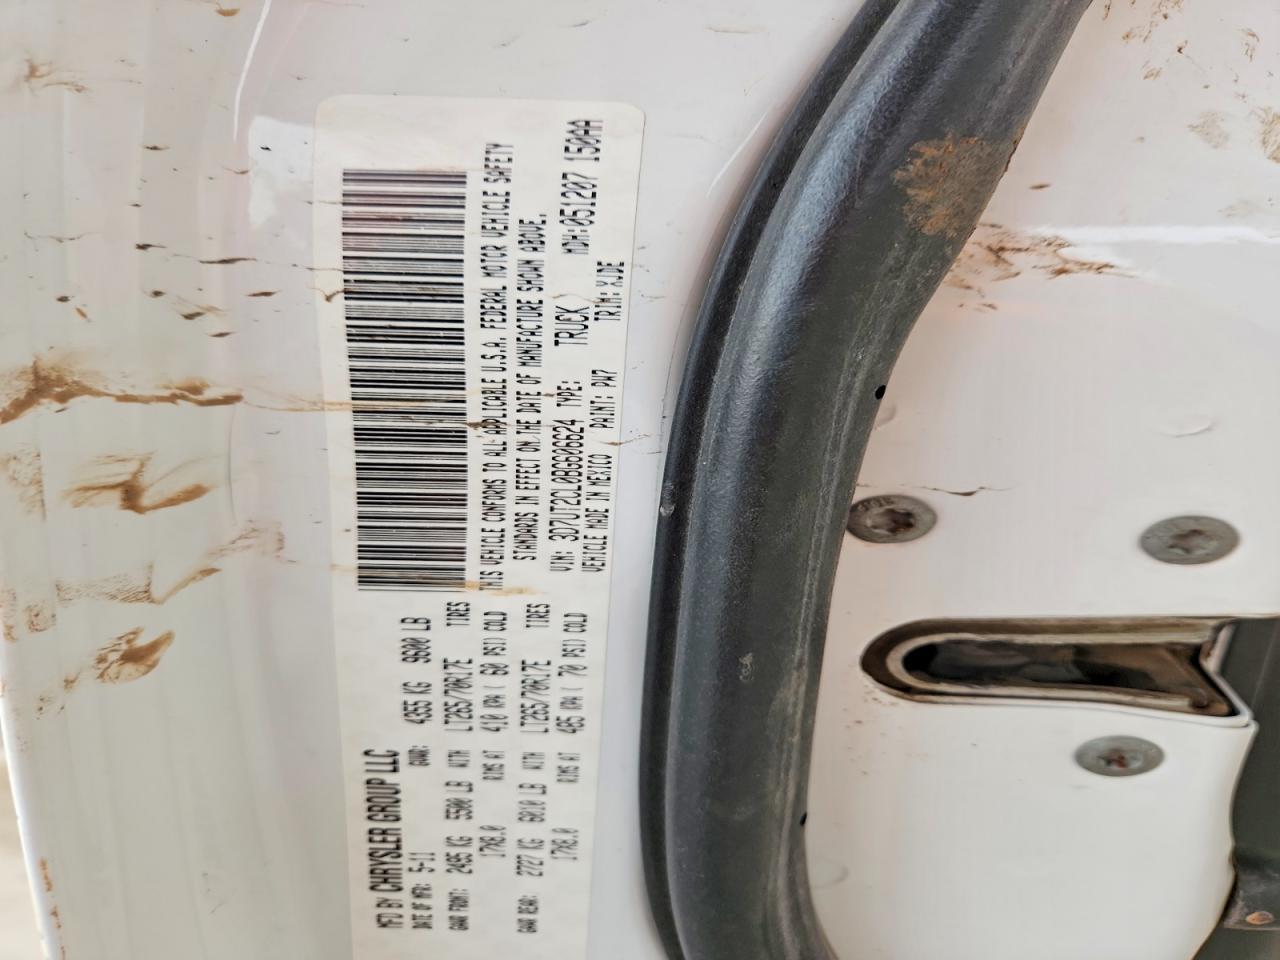 MFD BY CHRYSLER GROUP LLC
DATE OF MFR: 5-11 GVWR: 4355 KG 9600 LB
GAWR FRONT: 2495 KG 5500 LB WITH LT265/70R17E TIRES
17X8.0 RIMS AT 410 KPA( 60 PSI) COLD
GAWR REAR: 2727 KG 6010 LB WITH LT265/70R17E TIRES
17X8.0 RIMS AT 485 KPA( 70 PSI) COLD
THIS VEHICLE CONFORMS TO ALL APPLICABLE U.S.A. FEDERAL MOTOR VEHICLE SAFETY
STANDARDS IN EFFECT ON THE DATE OF MANUFACTURE SHOWN ABOVE.
VIN: 3D7UT2CL0BG606624 TYPE: TRUCK MDH: 051207 150AA
VEHICLE MADE IN MEXICO PAINT: PW7 TRIM: XJDE